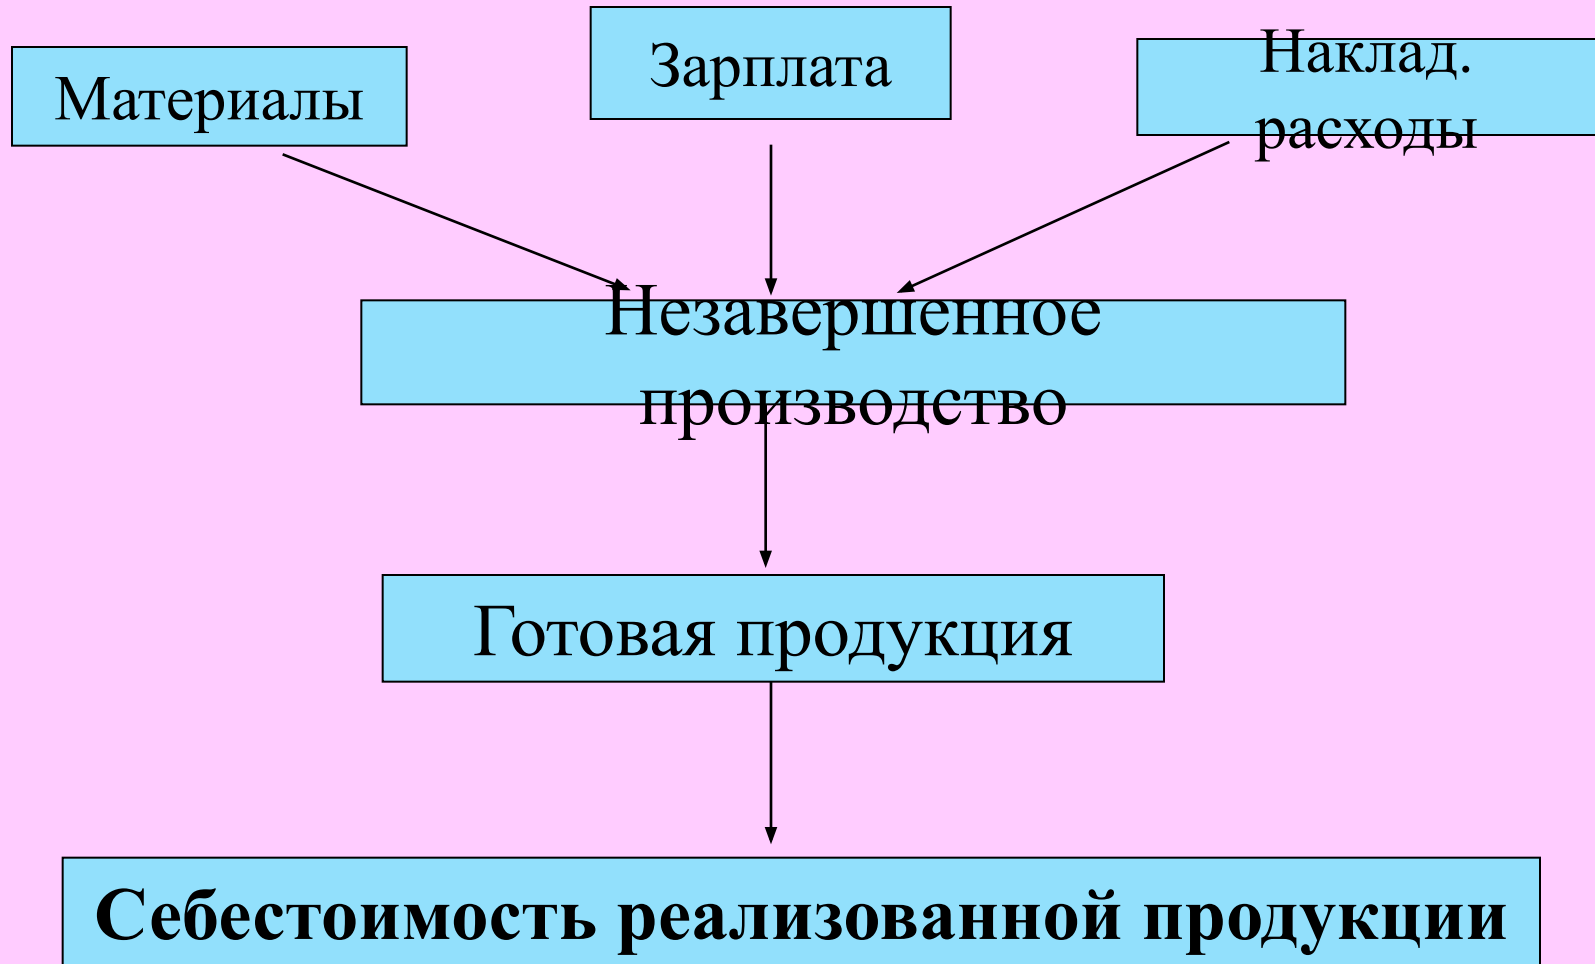 Материалы
Зарплата
Наклад.
расходы
Незавершенное
производство
Готовая продукция
Себестоимость реализованной продукции